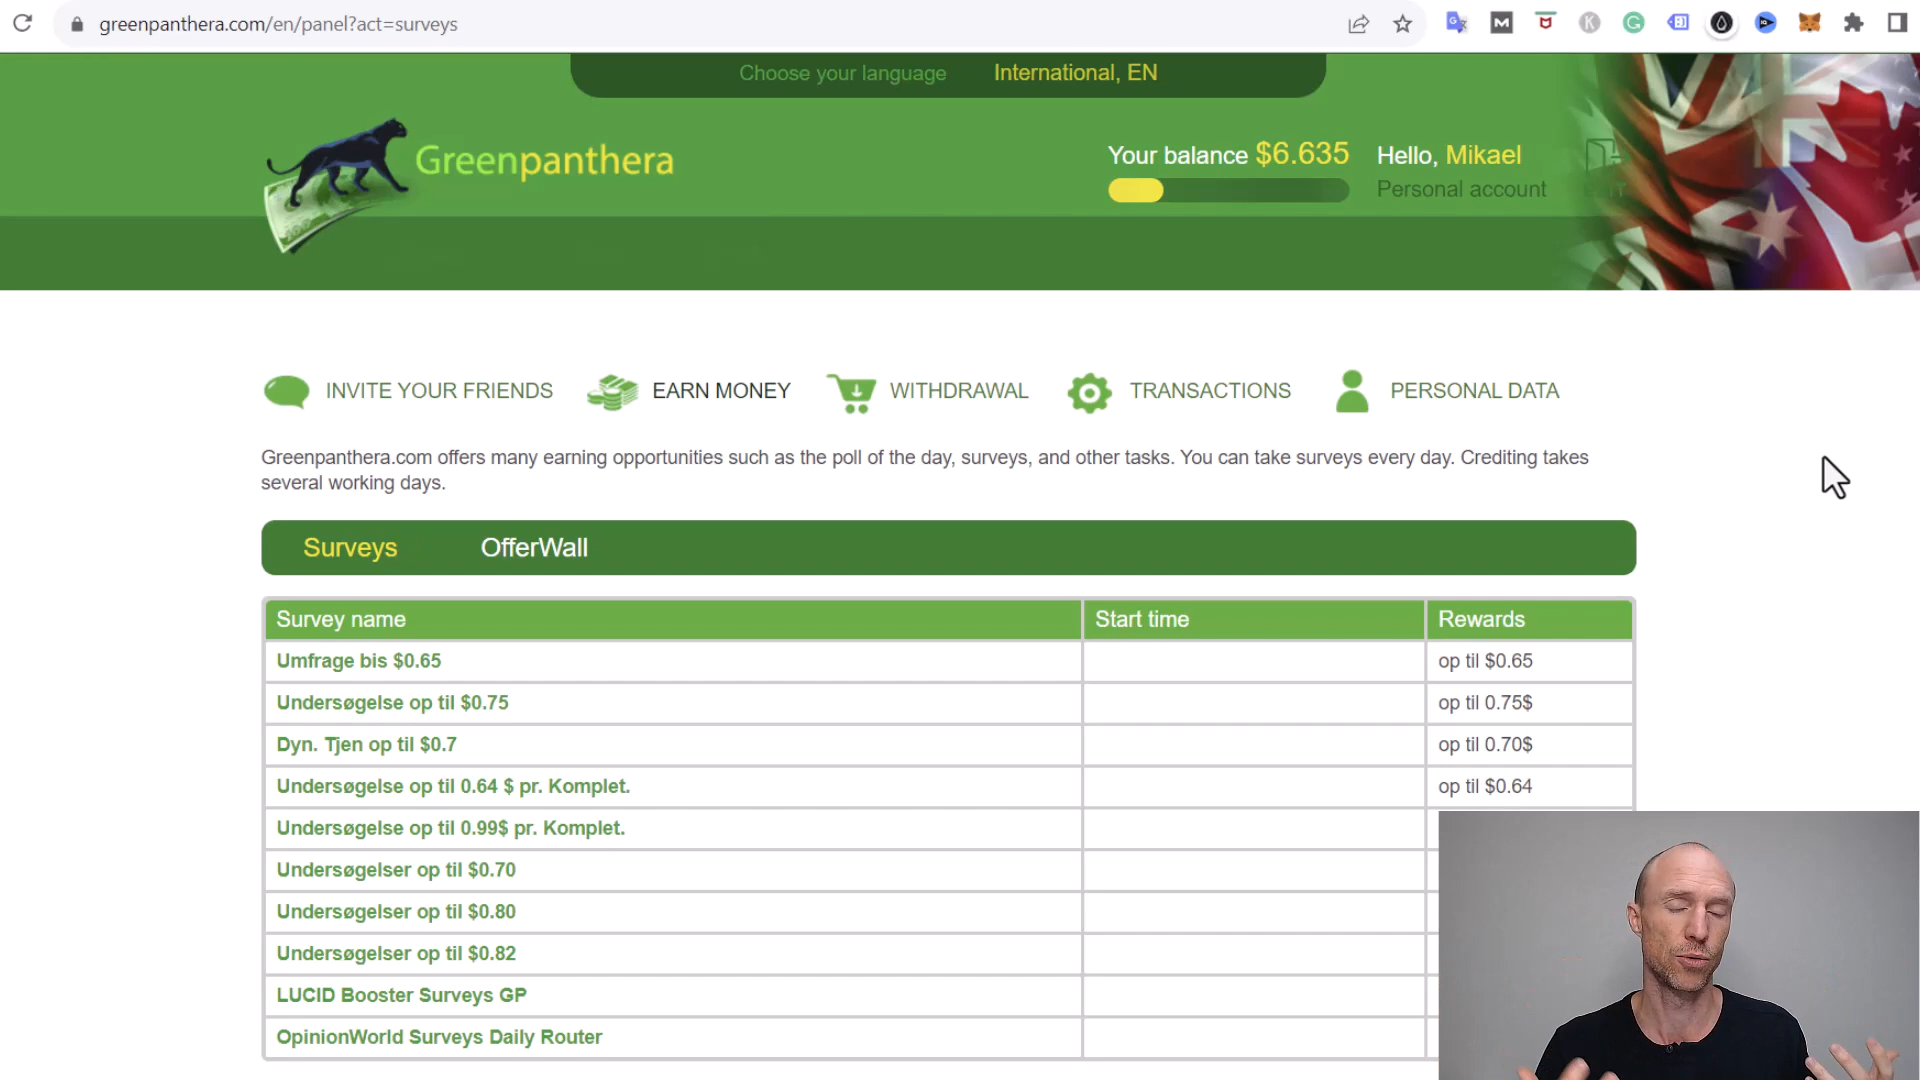 greenpanthera.com/en/panel?act=surveys
Choose your language International, EN
Greenpanthera
Your balance $6.635 Hello, Mikael
Personal account
INVITE YOUR FRIENDS EARN MONEY WITHDRAWAL TRANSACTIONS PERSONAL DATA
Greenpanthera.com offers many earning opportunities such as the poll of the day, surveys, and other tasks. You can take surveys every day. Crediting takes
several working days.
Surveys OfferWall
Survey name Start time Rewards
Umfrage bis $0.65 op til $0.65
Undersøgelse op til $0.75 op til 0.75$
Dyn. Tjen op til $0.7 op til 0.70$
Undersøgelse op til 0.64 $ pr. Komplet. op til $0.64
Undersøgelse op til 0.99$ pr. Komplet.
Undersøgelser op til $0.70
Undersøgelser op til $0.80
Undersøgelser op til $0.82
LUCID Booster Surveys GP
OpinionWorld Surveys Daily Router